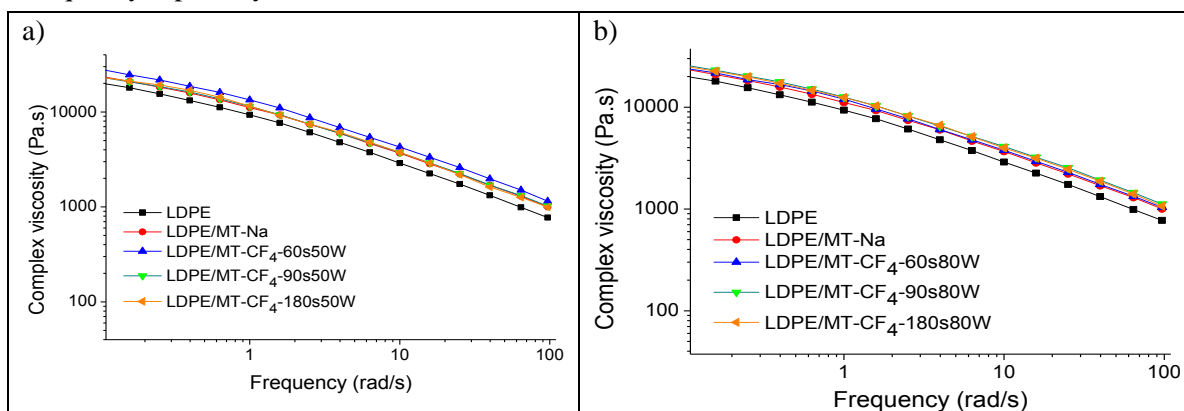 a)
Complex viscosity (Pa.s)
10000
1000
100
LDPE
LDPE/MT-Na
LDPE/MT-CF4-60s50W
LDPE/MT-CF4-90s50W
LDPE/MT-CF4-180s50W
1 10 100
Frequency (rad/s)
b)
Complex viscosity (Pa.s)
10000
1000
100
LDPE
LDPE/MT-Na
LDPE/MT-CF4-60s80W
LDPE/MT-CF4-90s80W
LDPE/MT-CF4-180s80W
1 10 100
Frequency (rad/s)